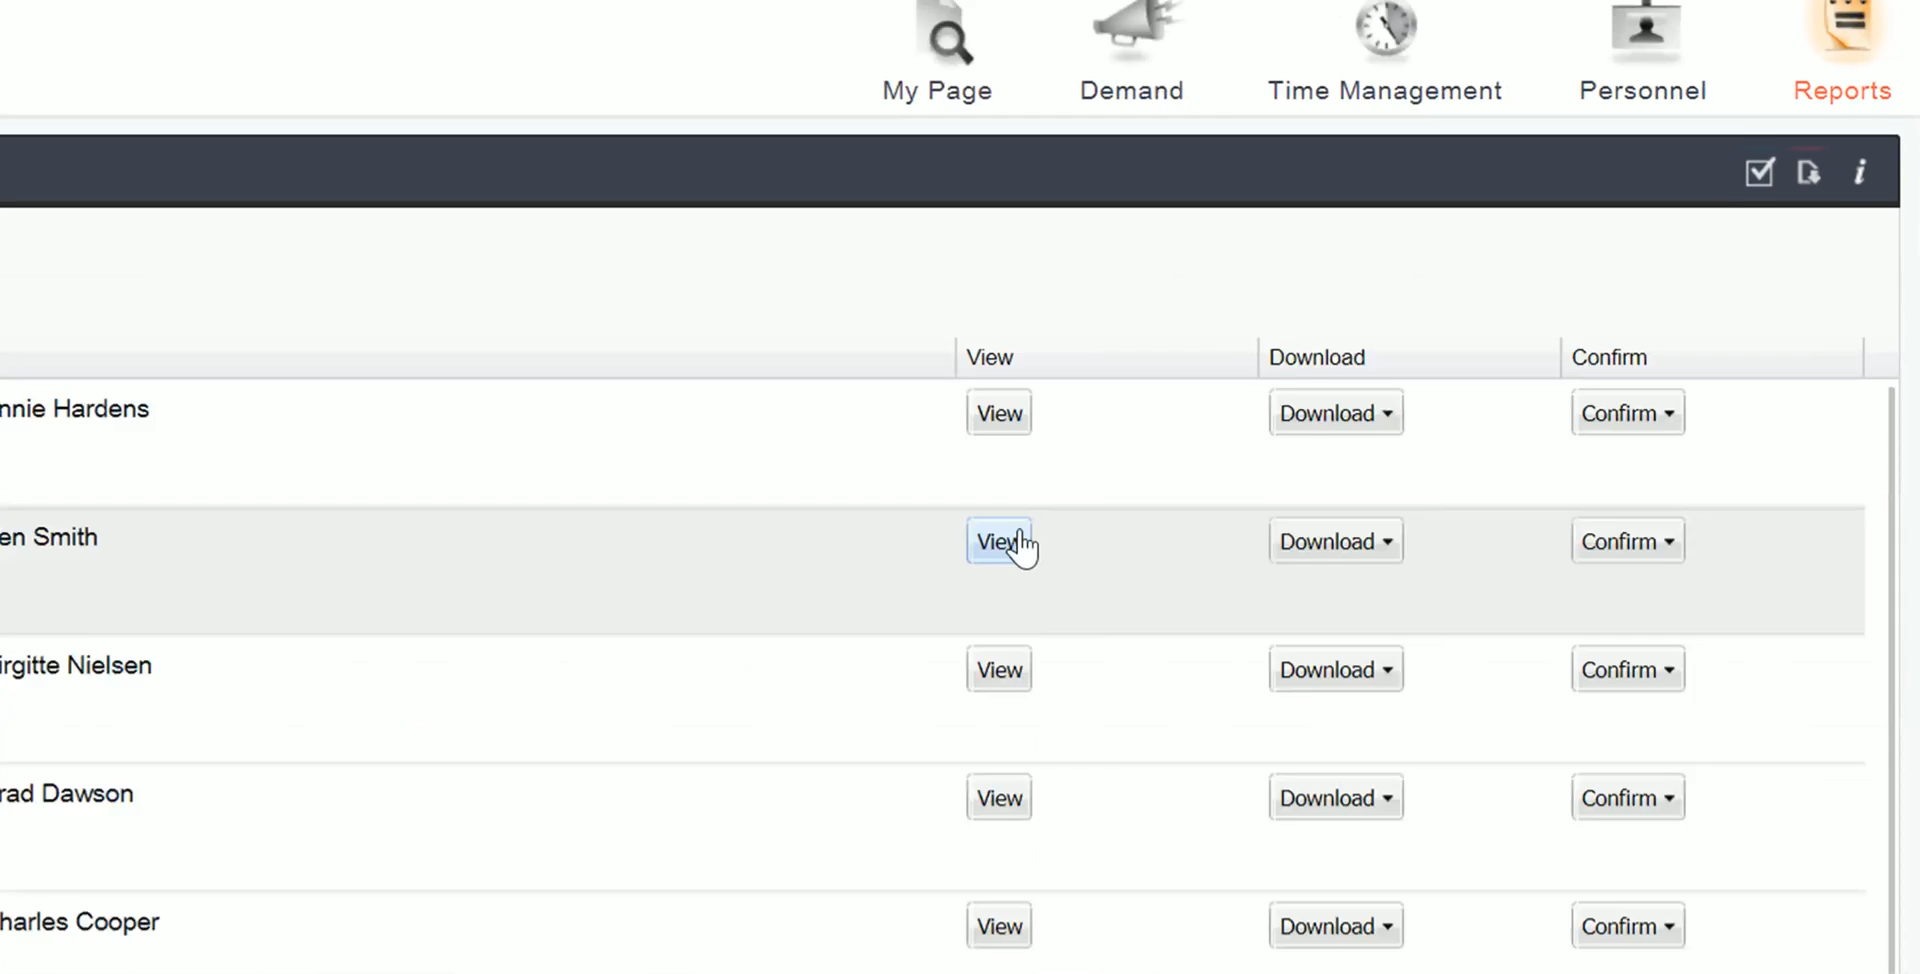 My Page Demand Time Management Personnel Reports
View Download Confirm
nnie Hardens View Download Confirm
en Smith View Download Confirm
irgitte Nielsen View Download Confirm
rad Dawson View Download Confirm
harles Cooper View Download Confirm